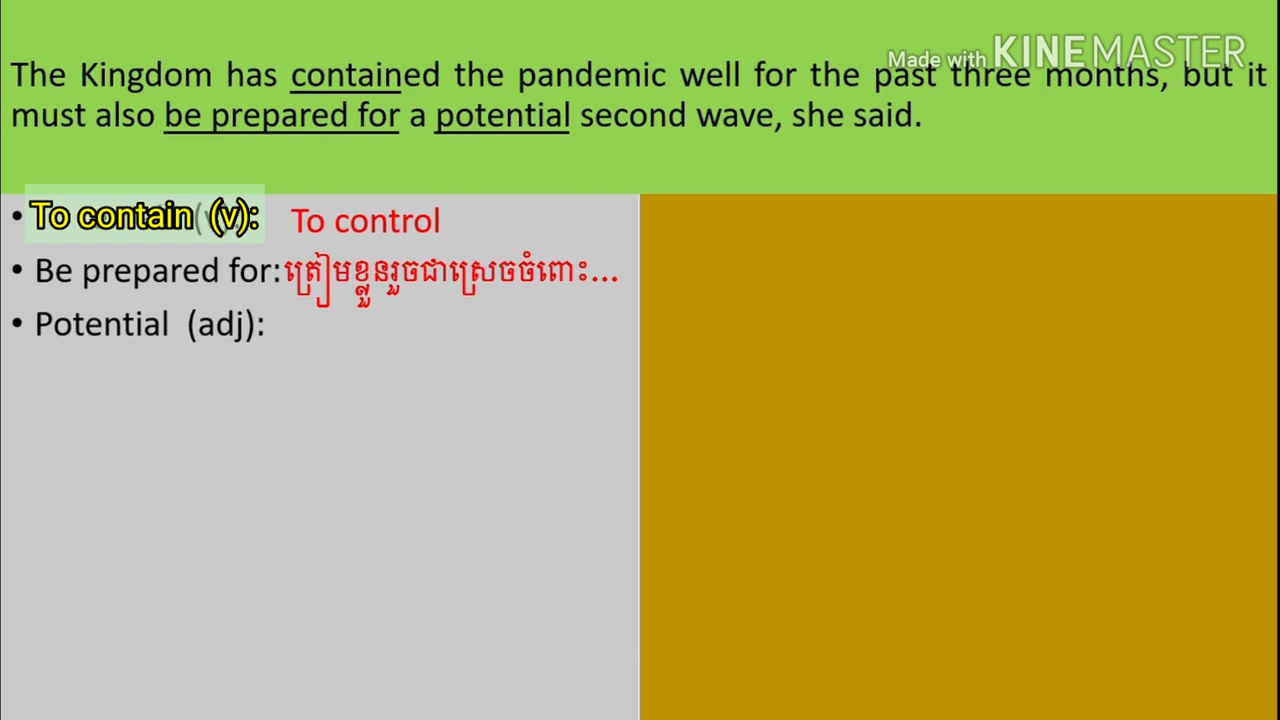 Made with KINEMASTER
The Kingdom has contained the pandemic well for the past three months, but it
must also be prepared for a potential second wave, she said.
• To contain (v): To control
• Be prepared for: ត្រៀមខ្លួនរួចជាស្រេចចំពោះ...
• Potential (adj):